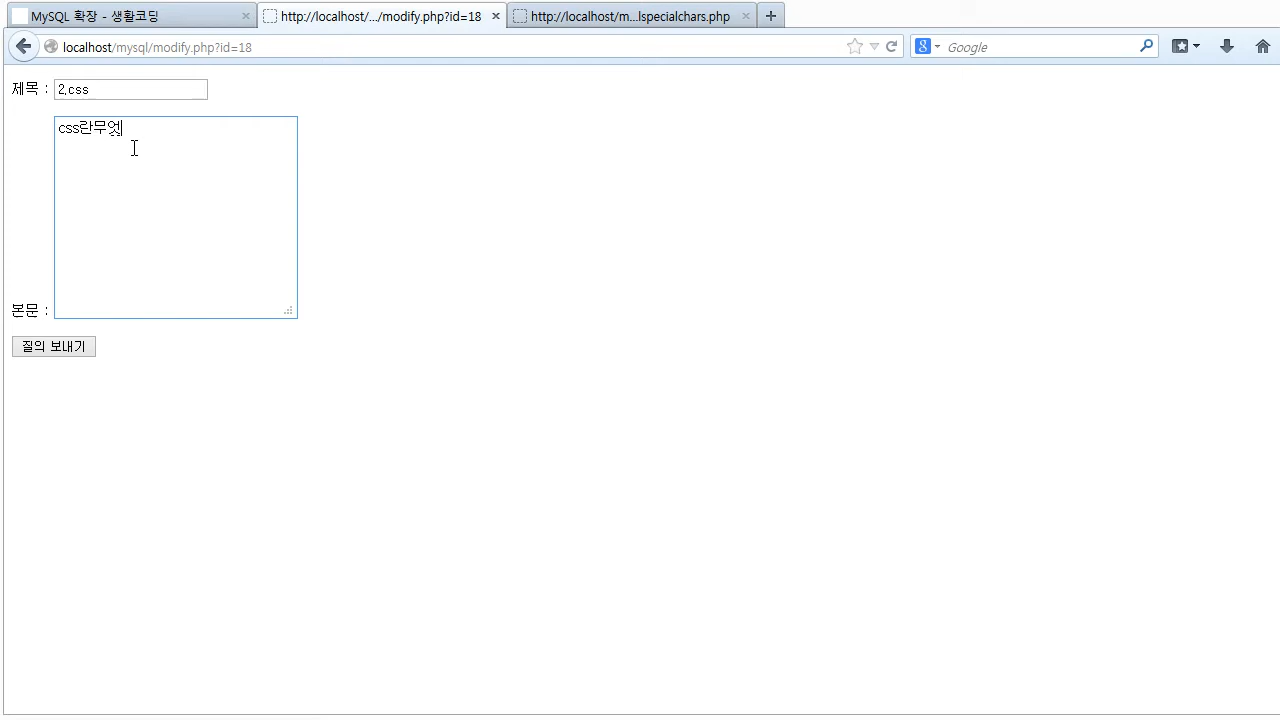 MySQL 확장 - 생활코딩
http://localhost/.../modify.php?id=18
http://localhost/m...lspecialchars.php
localhost/mysql/modify.php?id=18
Google
제목 : 2.css
css란무엇
본문 :
질의 보내기